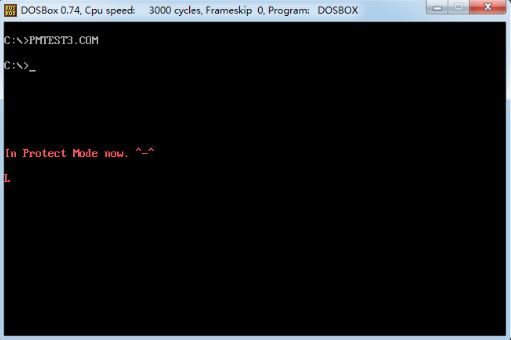 DOSBox 0.74, Cpu speed: 3000 cycles, Frameskip 0, Program: DOSBOX
C:\>PMTEST3.COM
C:\>_
In Protect Mode now. ^-^
L